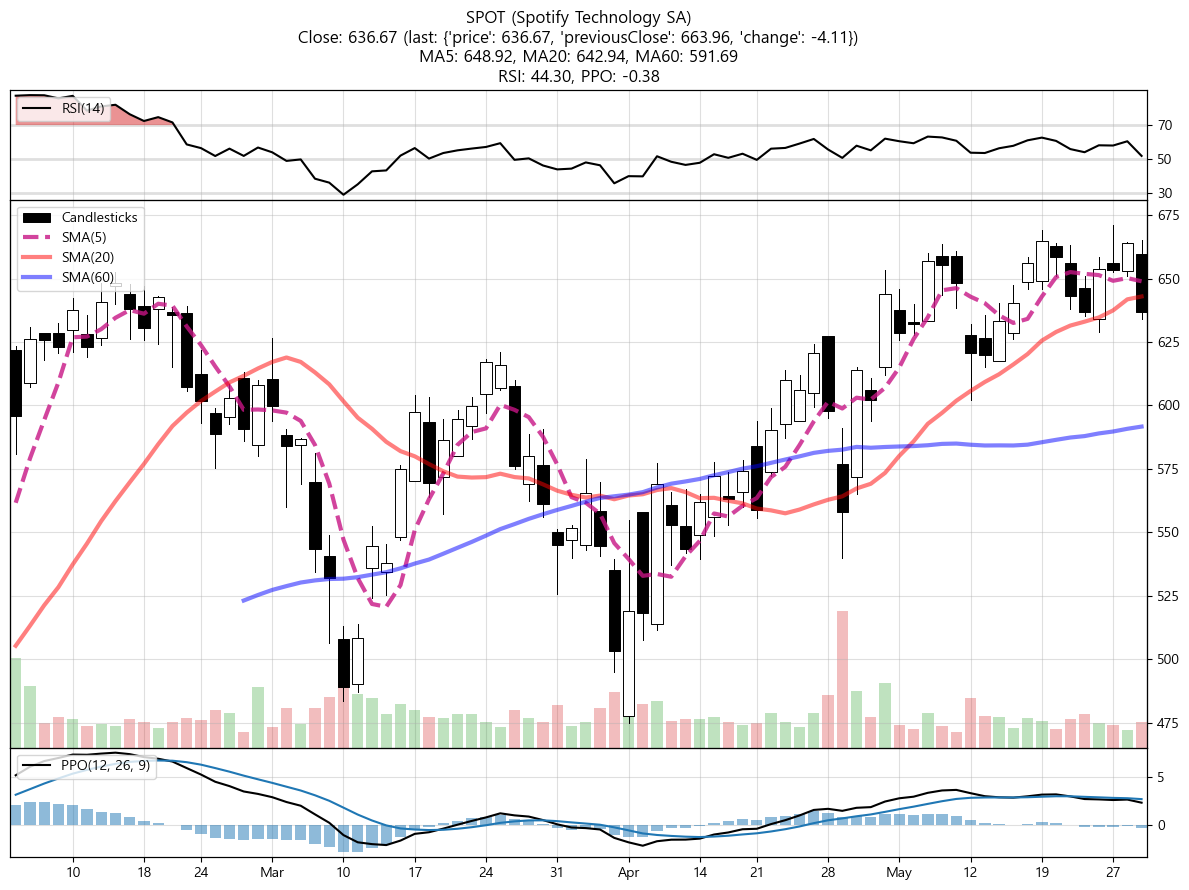 SPOT (Spotify Technology SA)
Close: 636.67 (last: {'price': 636.67, 'previousClose': 663.96, 'change': -4.11})
MA5: 648.92, MA20: 642.94, MA60: 591.69
RSI: 44.30, PPO: -0.38
RSI(14)
70
50
30
Candlesticks
SMA(5)
SMA(20)
SMA(60)
675
650
625
600
575
550
525
500
475
PPO(12, 26, 9)
5
0
10 18 24 Mar 10 17 24 Apr 14 21 28 May 12 19 27